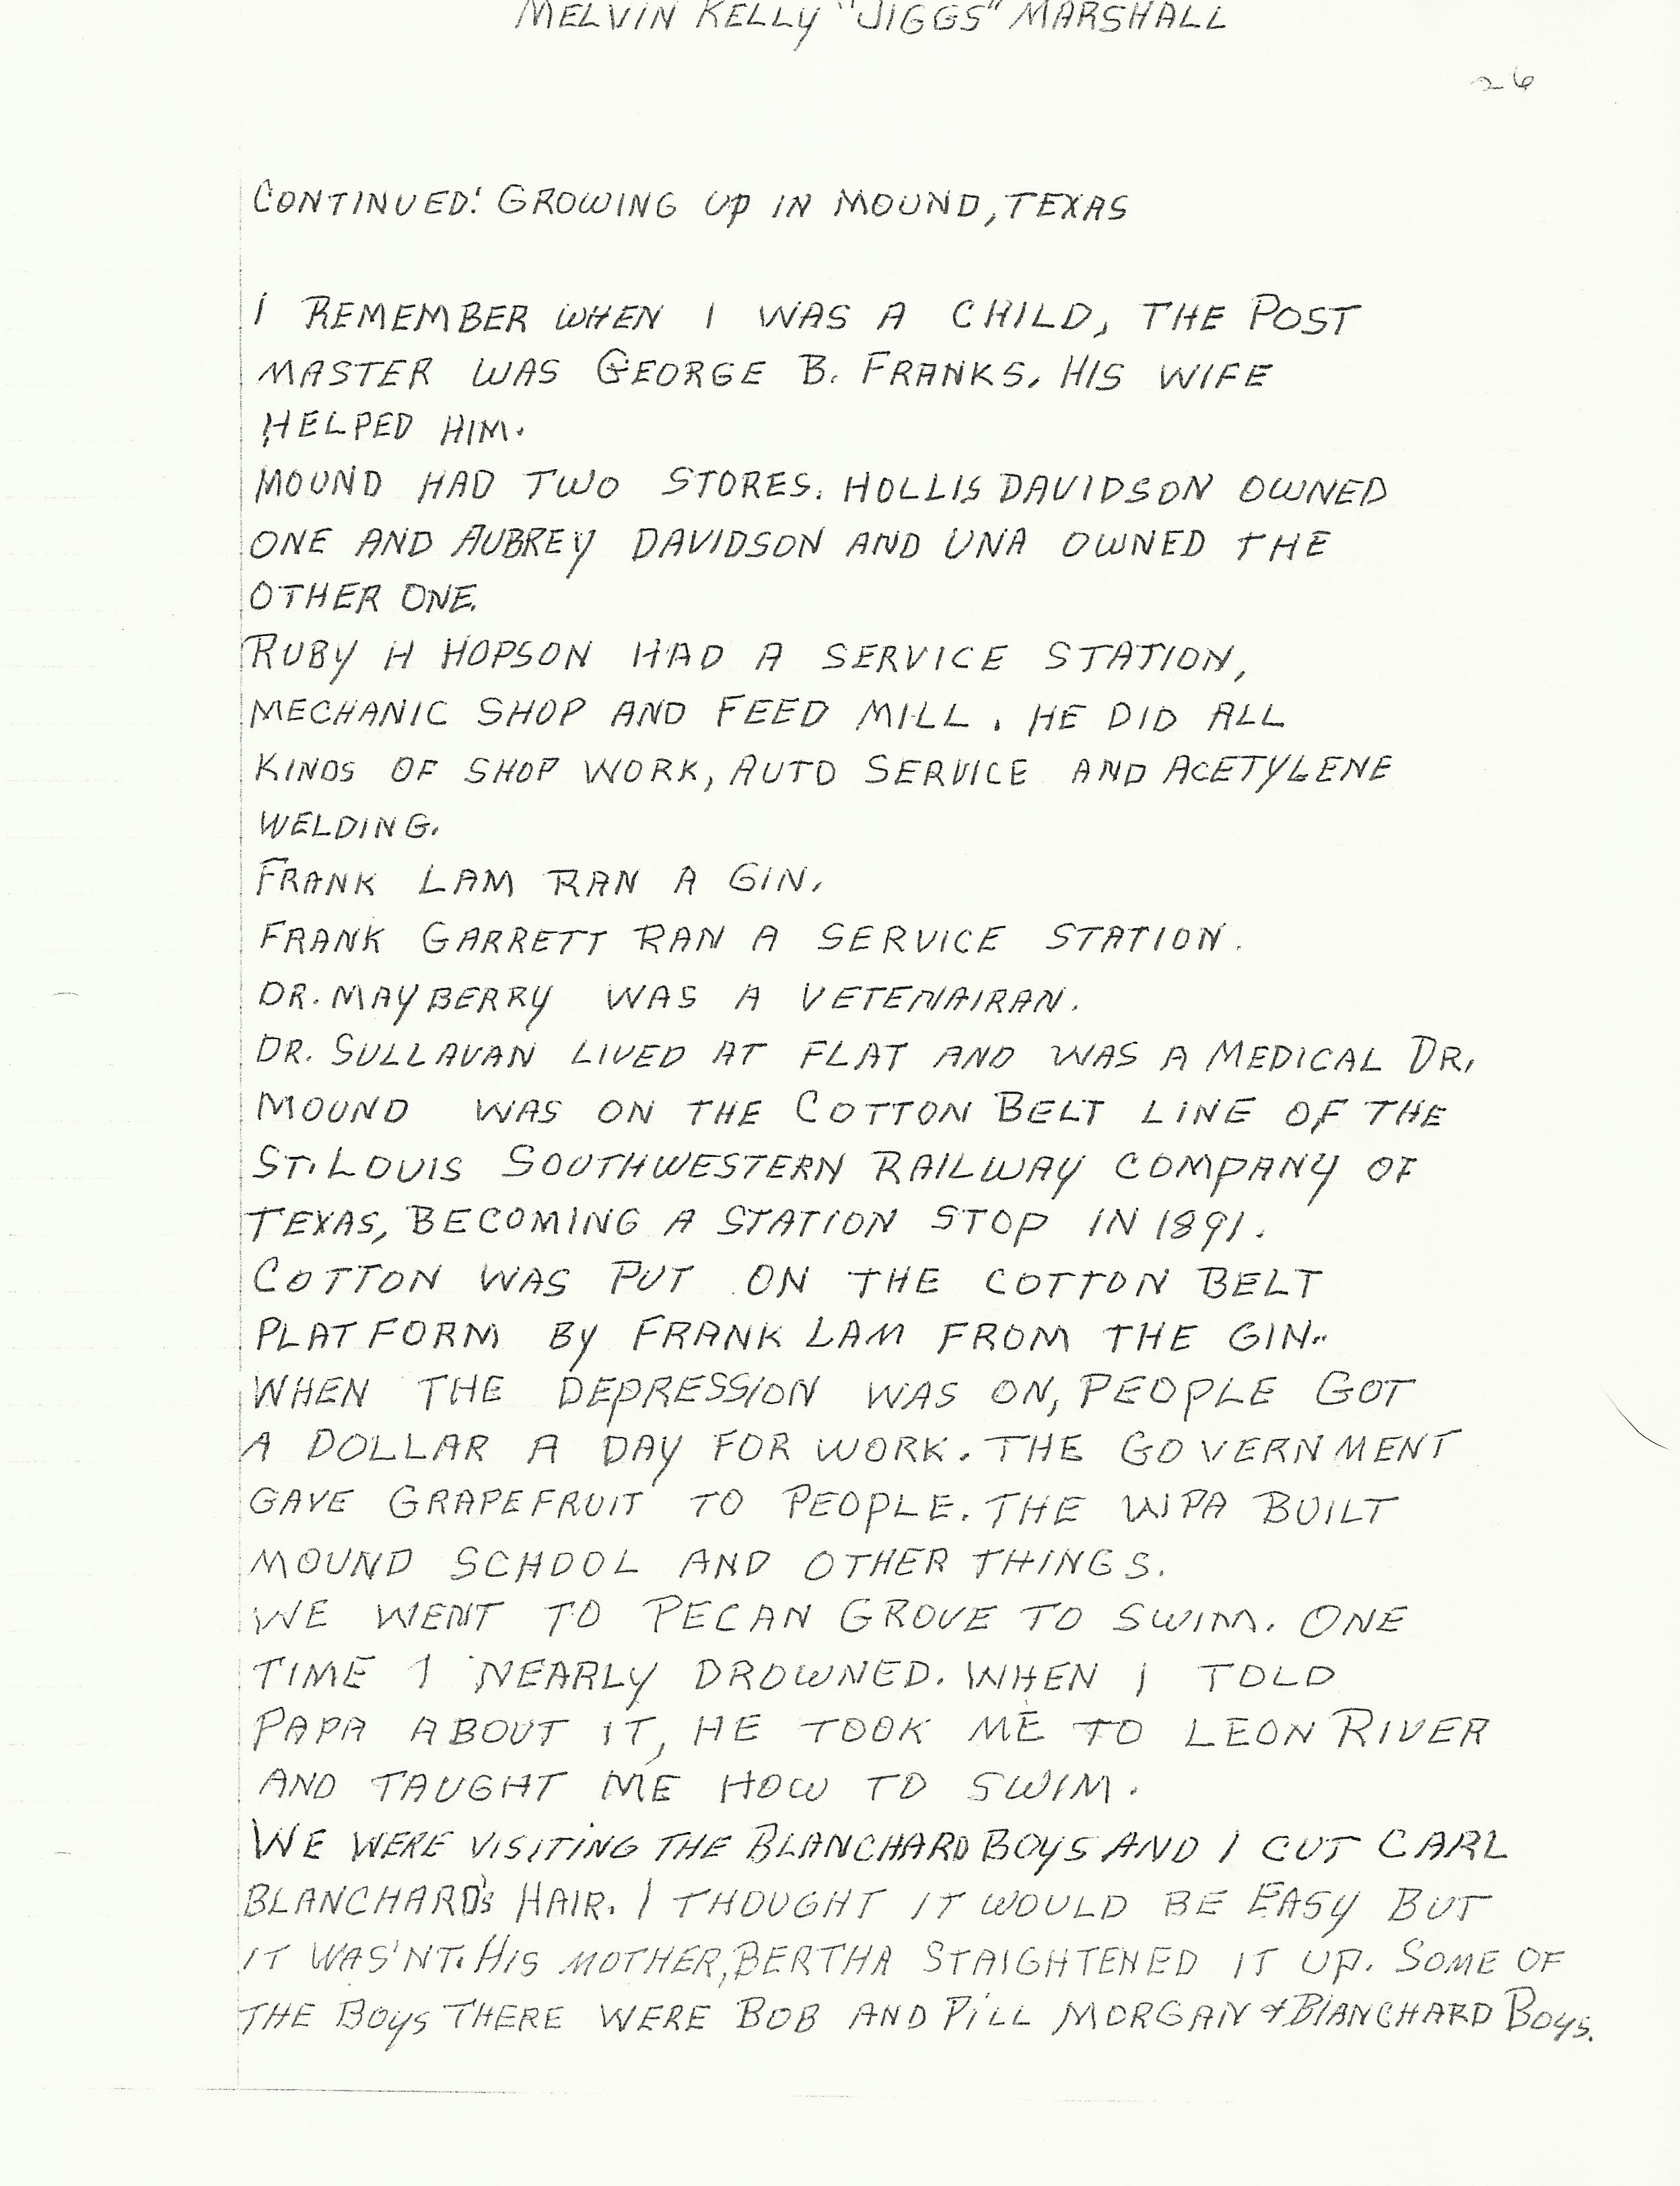 MELVIN KELLY "JIGGS" MARSHALL
26
CONTINUED: GROWING UP IN MOUND, TEXAS
I REMEMBER WHEN I WAS A CHILD, THE POST
MASTER WAS GEORGE B. FRANKS. HIS WIFE
HELPED HIM.
MOUND HAD TWO STORES. HOLLIS DAVIDSON OWNED
ONE AND AUBREY DAVIDSON AND UNA OWNED THE
OTHER ONE.
RUBY H HOPSON HAD A SERVICE STATION,
MECHANIC SHOP AND FEED MILL. HE DID ALL
KINDS OF SHOP WORK, AUTO SERVICE AND ACETYLENE
WELDING.
FRANK LAM RAN A GIN.
FRANK GARRETT RAN A SERVICE STATION.
DR. MAYBERRY WAS A VETENAIRAN.
DR. SULLAVAN LIVED AT FLAT AND WAS A MEDICAL DR.
MOUND WAS ON THE COTTON BELT LINE OF THE
ST. LOUIS SOUTHWESTERN RAILWAY COMPANY OF
TEXAS, BECOMING A STATION STOP IN 1891.
COTTON WAS PUT ON THE COTTON BELT
PLATFORM BY FRANK LAM FROM THE GIN.
WHEN THE DEPRESSION WAS ON, PEOPLE GOT
A DOLLAR A DAY FOR WORK. THE GOVERNMENT
GAVE GRAPEFRUIT TO PEOPLE. THE WPA BUILT
MOUND SCHOOL AND OTHER THINGS.
WE WENT TO PECAN GROVE TO SWIM. ONE
TIME I NEARLY DROWNED. WHEN I TOLD
PAPA ABOUT IT, HE TOOK ME TO LEON RIVER
AND TAUGHT ME HOW TO SWIM.
WE WERE VISITING THE BLANCHARD BOYS AND I CUT CARL
BLANCHARD'S HAIR. I THOUGHT IT WOULD BE EASY BUT
IT WAS'NT. HIS MOTHER, BERTHA STAIGHTENED IT UP. SOME OF
THE BOYS THERE WERE BOB AND PILL MORGAN & BLANCHARD BOYS.